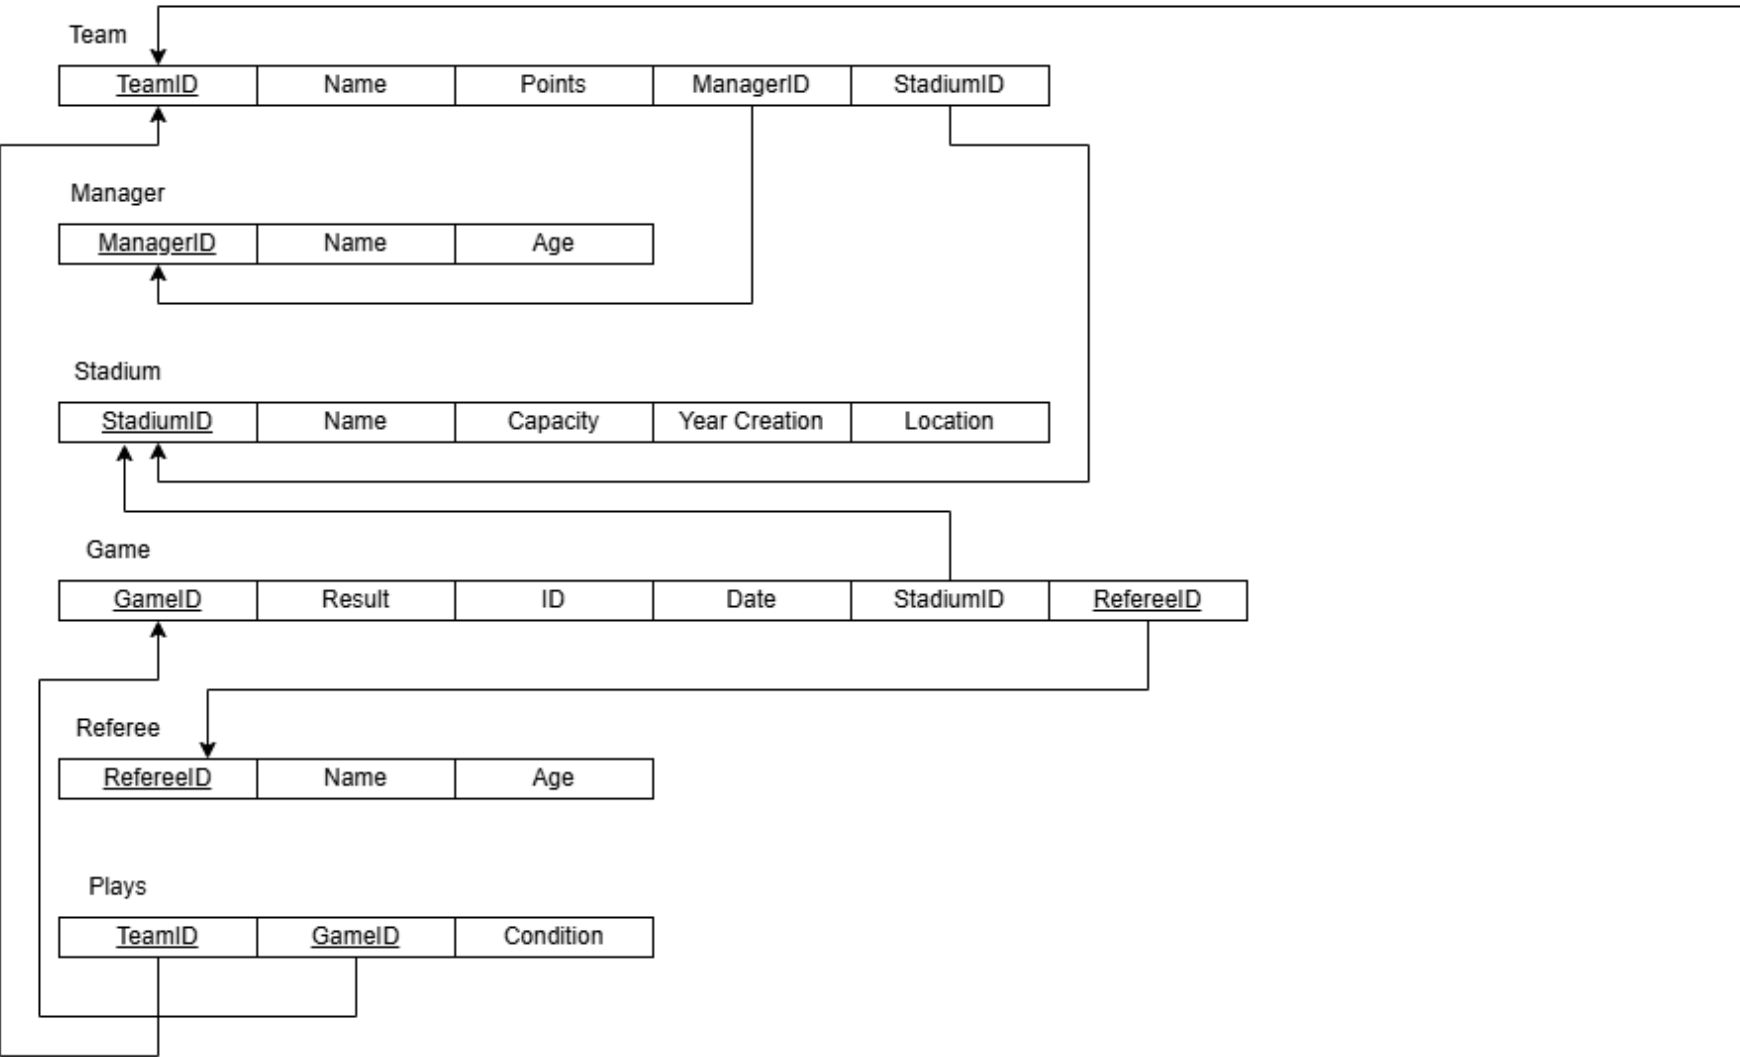 Team
TeamID Name Points ManagerID StadiumID
Manager
ManagerID Name Age
Stadium
StadiumID Name Capacity Year Creation Location
Game
GameID Result ID Date StadiumID RefereeID
Referee
RefereeID Name Age
Plays
TeamID GameID Condition